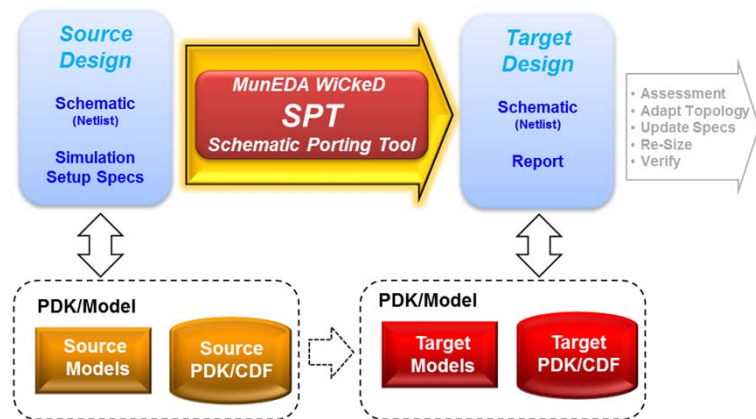 Source
Design
Schematic
(Netlist)
Simulation
Setup Specs
MunEDA WiCkeD
SPT
Schematic Porting Tool
Target
Design
Schematic
(Netlist)
Report
• Assessment
• Adapt Topology
• Update Specs
• Re-Size
• Verify
PDK/Model
Source
Models
Source
PDK/CDF
PDK/Model
Target
Models
Target
PDK/CDF